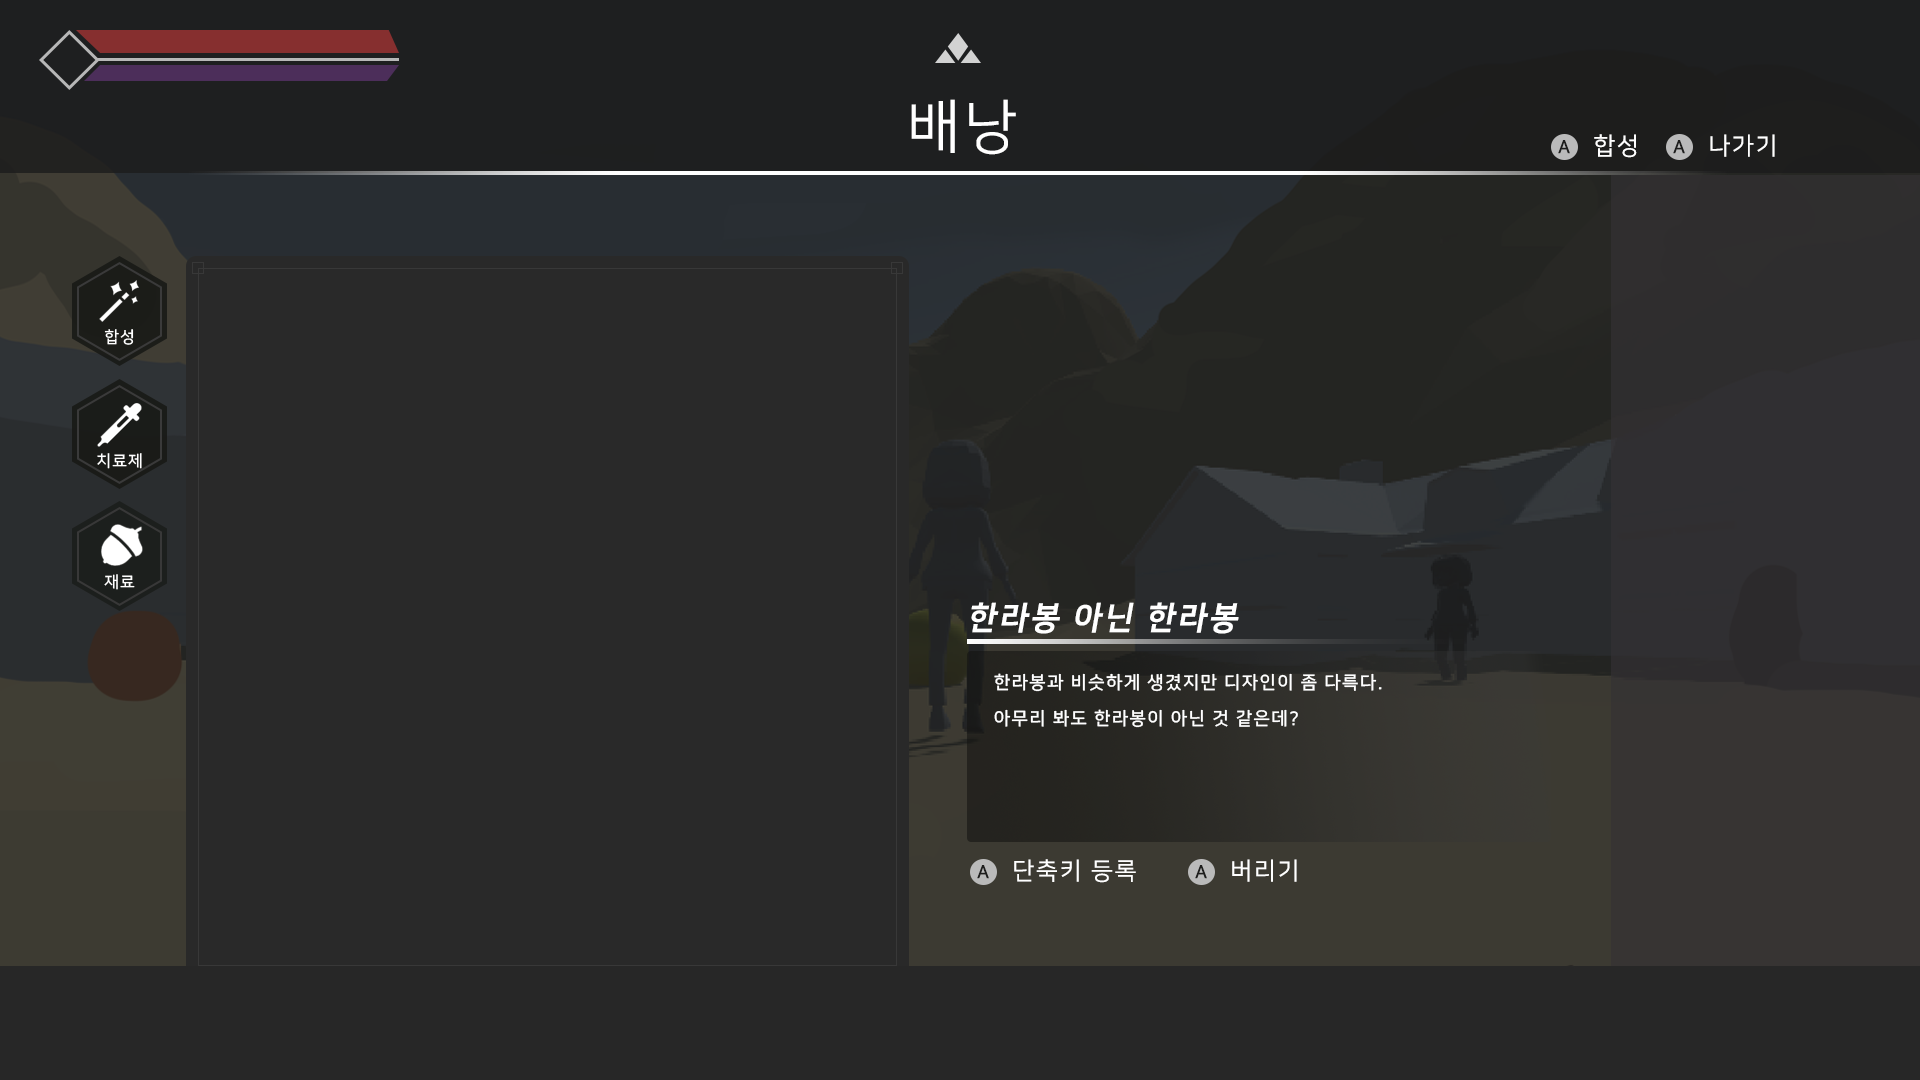 배낭
A 합성 A 나가기
합성
치료제
재료
한라봉 아닌 한라봉
한라봉과 비슷하게 생겼지만 디자인이 좀 다륵다.
아무리 봐도 한라봉이 아닌 것 같은데?
A 단축키 등록 A 버리기